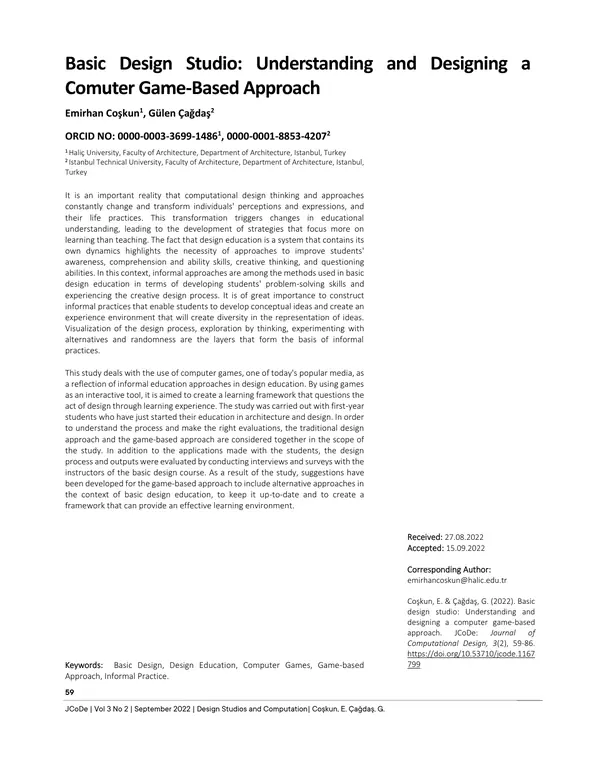 Basic Design Studio: Understanding and Designing a
Comuter Game-Based Approach
Emirhan Coşkun1, Gülen Çağdaş2
ORCID NO: 0000-0003-3699-14861, 0000-0001-8853-42072
1 Haliç University, Faculty of Architecture, Department of Architecture, Istanbul, Turkey
2 Istanbul Technical University, Faculty of Architecture, Department of Architecture, Istanbul,
Turkey
It is an important reality that computational design thinking and approaches
constantly change and transform individuals' perceptions and expressions, and
their life practices. This transformation triggers changes in educational
understanding, leading to the development of strategies that focus more on
learning than teaching. The fact that design education is a system that contains its
own dynamics highlights the necessity of approaches to improve students'
awareness, comprehension and ability skills, creative thinking, and questioning
abilities. In this context, informal approaches are among the methods used in basic
design education in terms of developing students' problem-solving skills and
experiencing the creative design process. It is of great importance to construct
informal practices that enable students to develop conceptual ideas and create an
experience environment that will create diversity in the representation of ideas.
Visualization of the design process, exploration by thinking, experimenting with
alternatives and randomness are the layers that form the basis of informal
practices.
This study deals with the use of computer games, one of today's popular media, as
a reflection of informal education approaches in design education. By using games
as an interactive tool, it is aimed to create a learning framework that questions the
act of design through learning experience. The study was carried out with first-year
students who have just started their education in architecture and design. In order
to understand the process and make the right evaluations, the traditional design
approach and the game-based approach are considered together in the scope of
the study. In addition to the applications made with the students, the design
process and outputs were evaluated by conducting interviews and surveys with the
instructors of the basic design course. As a result of the study, suggestions have
been developed for the game-based approach to include alternative approaches in
the context of basic design education, to keep it up-to-date and to create a
framework that can provide an effective learning environment.
Received: 27.08.2022
Accepted: 15.09.2022
Corresponding Author:
emirhancoskun@halic.edu.tr
Coşkun, E. & Çağdaş, G. (2022). Basic
design studio: Understanding and
designing a computer game-based
approach. JCoDe: Journal of
Computational Design, 3(2), 59-86.
https://doi.org/10.53710/jcode.1167
799
Keywords: Basic Design, Design Education, Computer Games, Game-based
Approach, Informal Practice.
59
JCoDe | Vol 3 No 2 | September 2022 | Design Studios and Computation| Coşkun, E. Çağdaş, G.